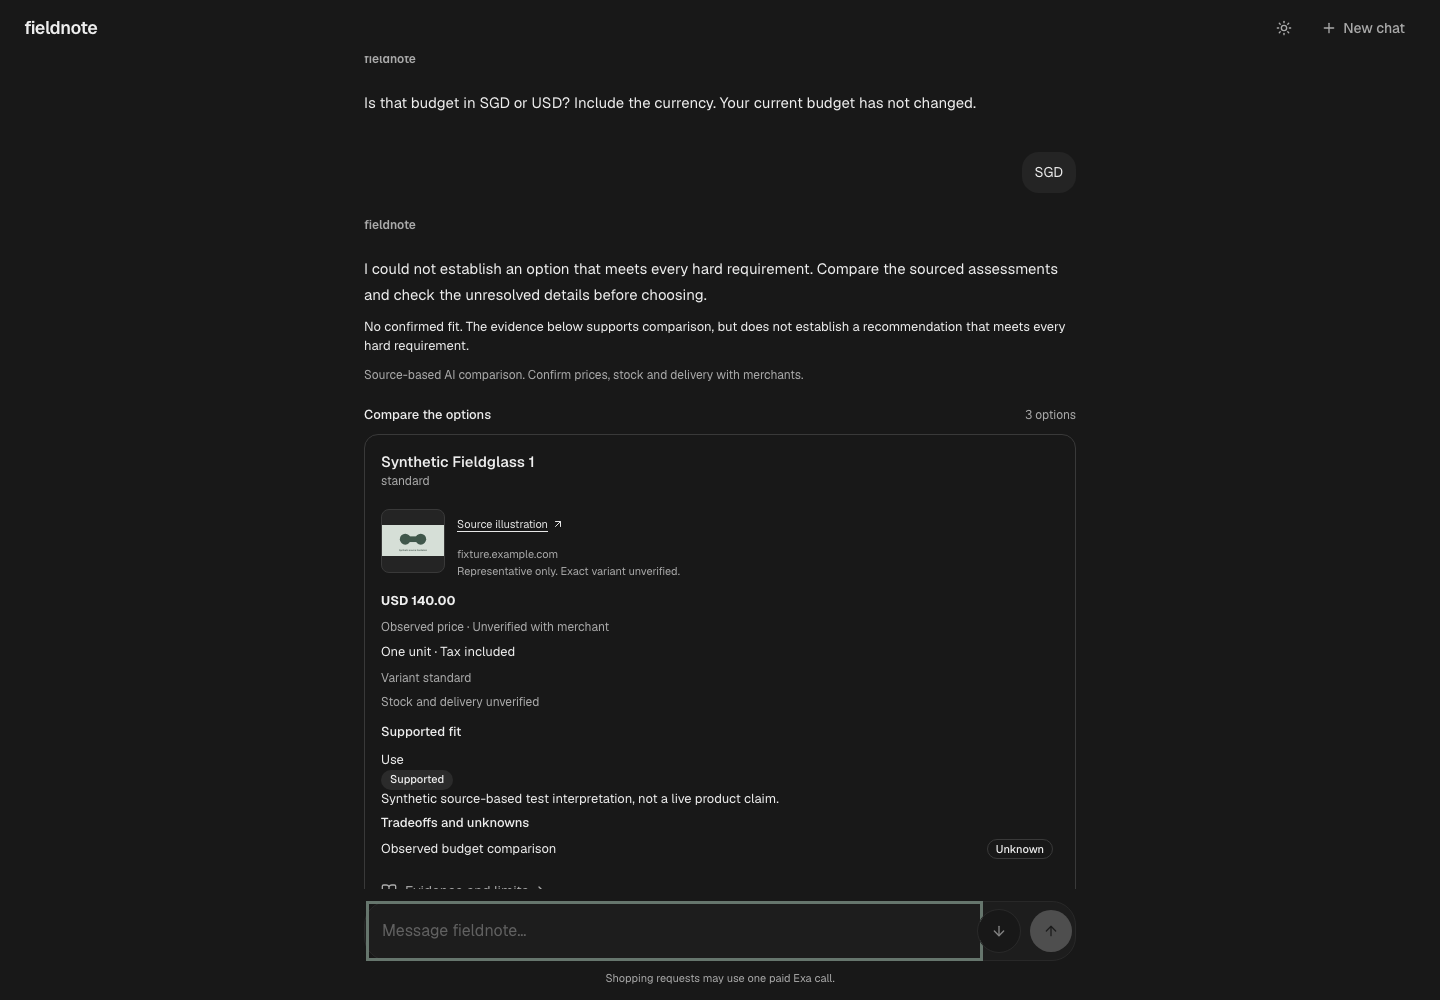 fieldnote
New chat
fieldnote
Is that budget in SGD or USD? Include the currency. Your current budget has not changed.
SGD
fieldnote
I could not establish an option that meets every hard requirement. Compare the sourced assessments
and check the unresolved details before choosing.
No confirmed fit. The evidence below supports comparison, but does not establish a recommendation that meets every
hard requirement.
Source-based AI comparison. Confirm prices, stock and delivery with merchants.
Compare the options
3 options
Synthetic Fieldglass 1
standard
Source illustration
fixture.example.com
Representative only. Exact variant unverified.
USD 140.00
Observed price · Unverified with merchant
One unit · Tax included
Variant standard
Stock and delivery unverified
Supported fit
Use
Supported
Synthetic source-based test interpretation, not a live product claim.
Tradeoffs and unknowns
Observed budget comparison
Unknown
Evidence and limits
Message fieldnote...
Shopping requests may use one paid Exa call.